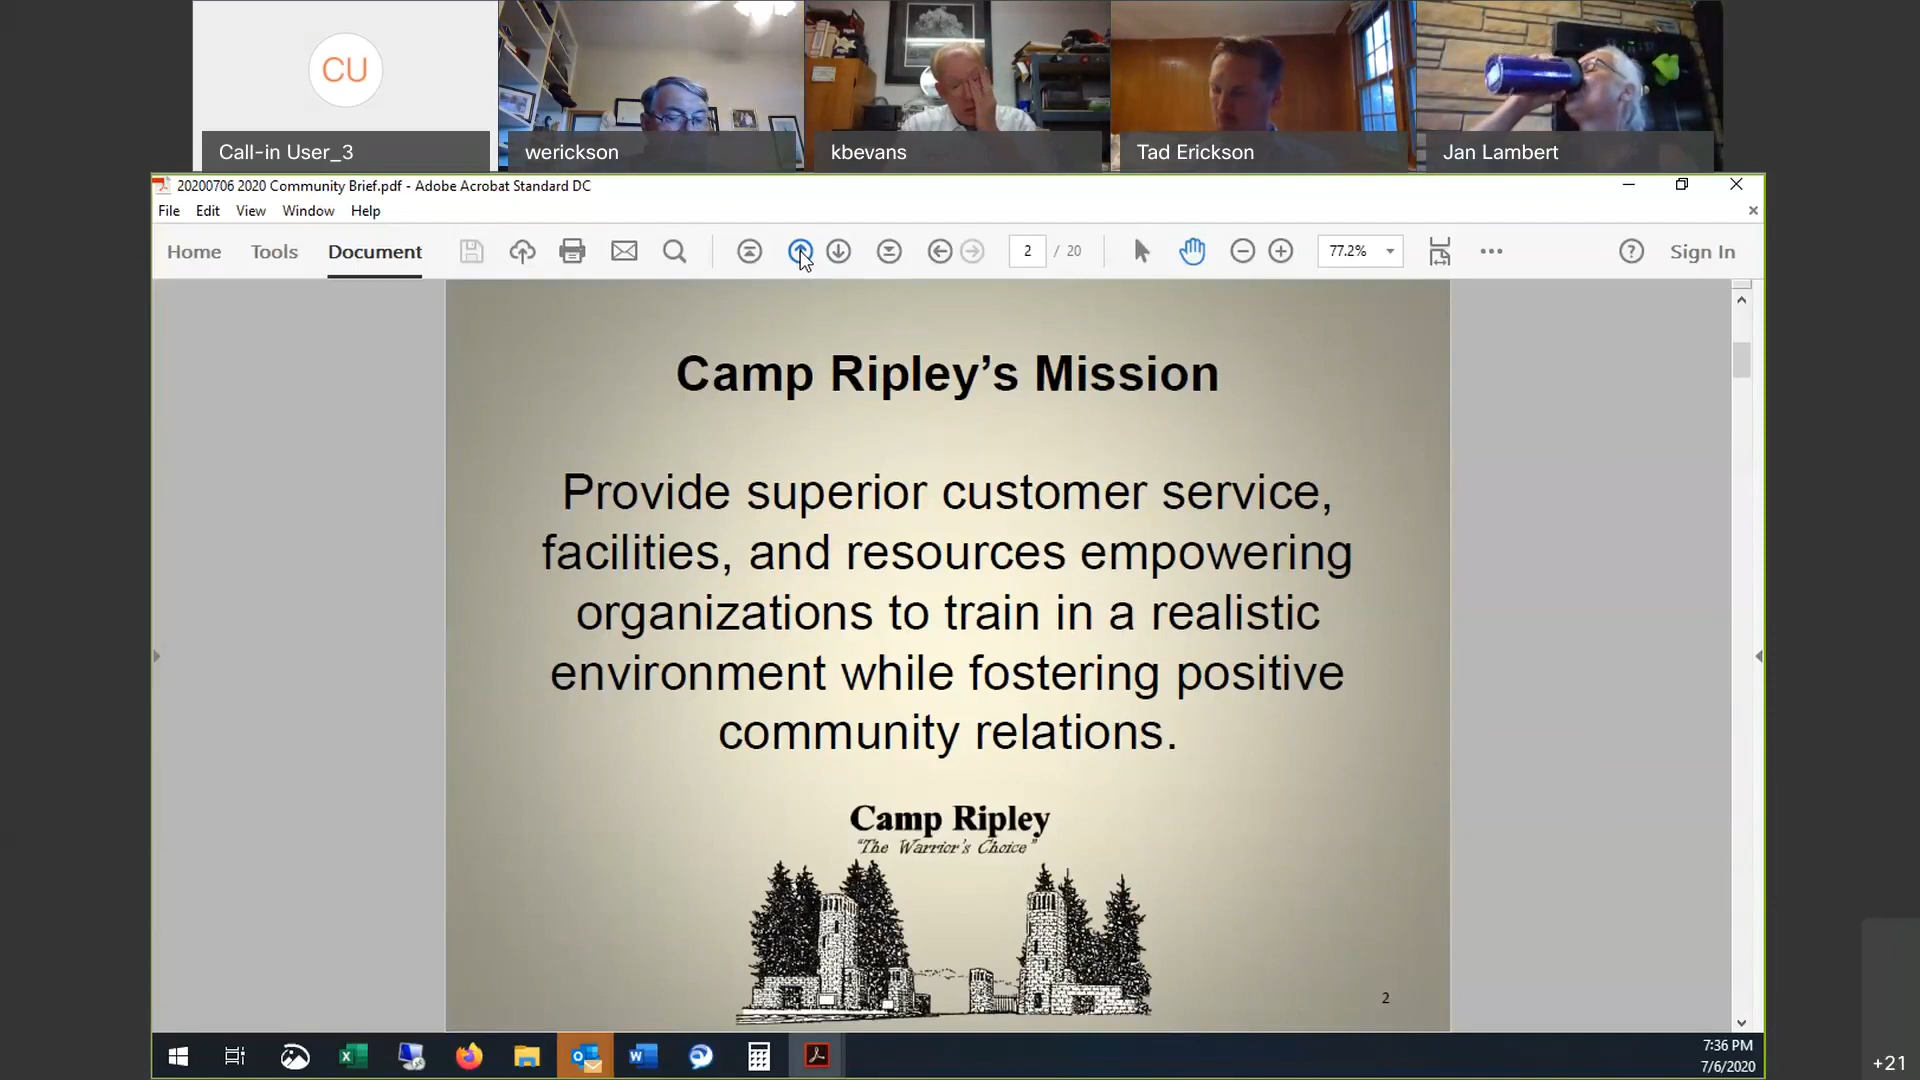 CU
Call-in User_3
werickson
kbevans
Tad Erickson
Jan Lambert
20200706 2020 Community Brief.pdf - Adobe Acrobat Standard DC
File Edit View Window Help
Home Tools Document 2 / 20 77.2% Sign In
Camp Ripley’s Mission
Provide superior customer service,
facilities, and resources empowering
organizations to train in a realistic
environment while fostering positive
community relations.
Camp Ripley
"The Warrior's Choice"
2
7:36 PM
7/6/2020
+21